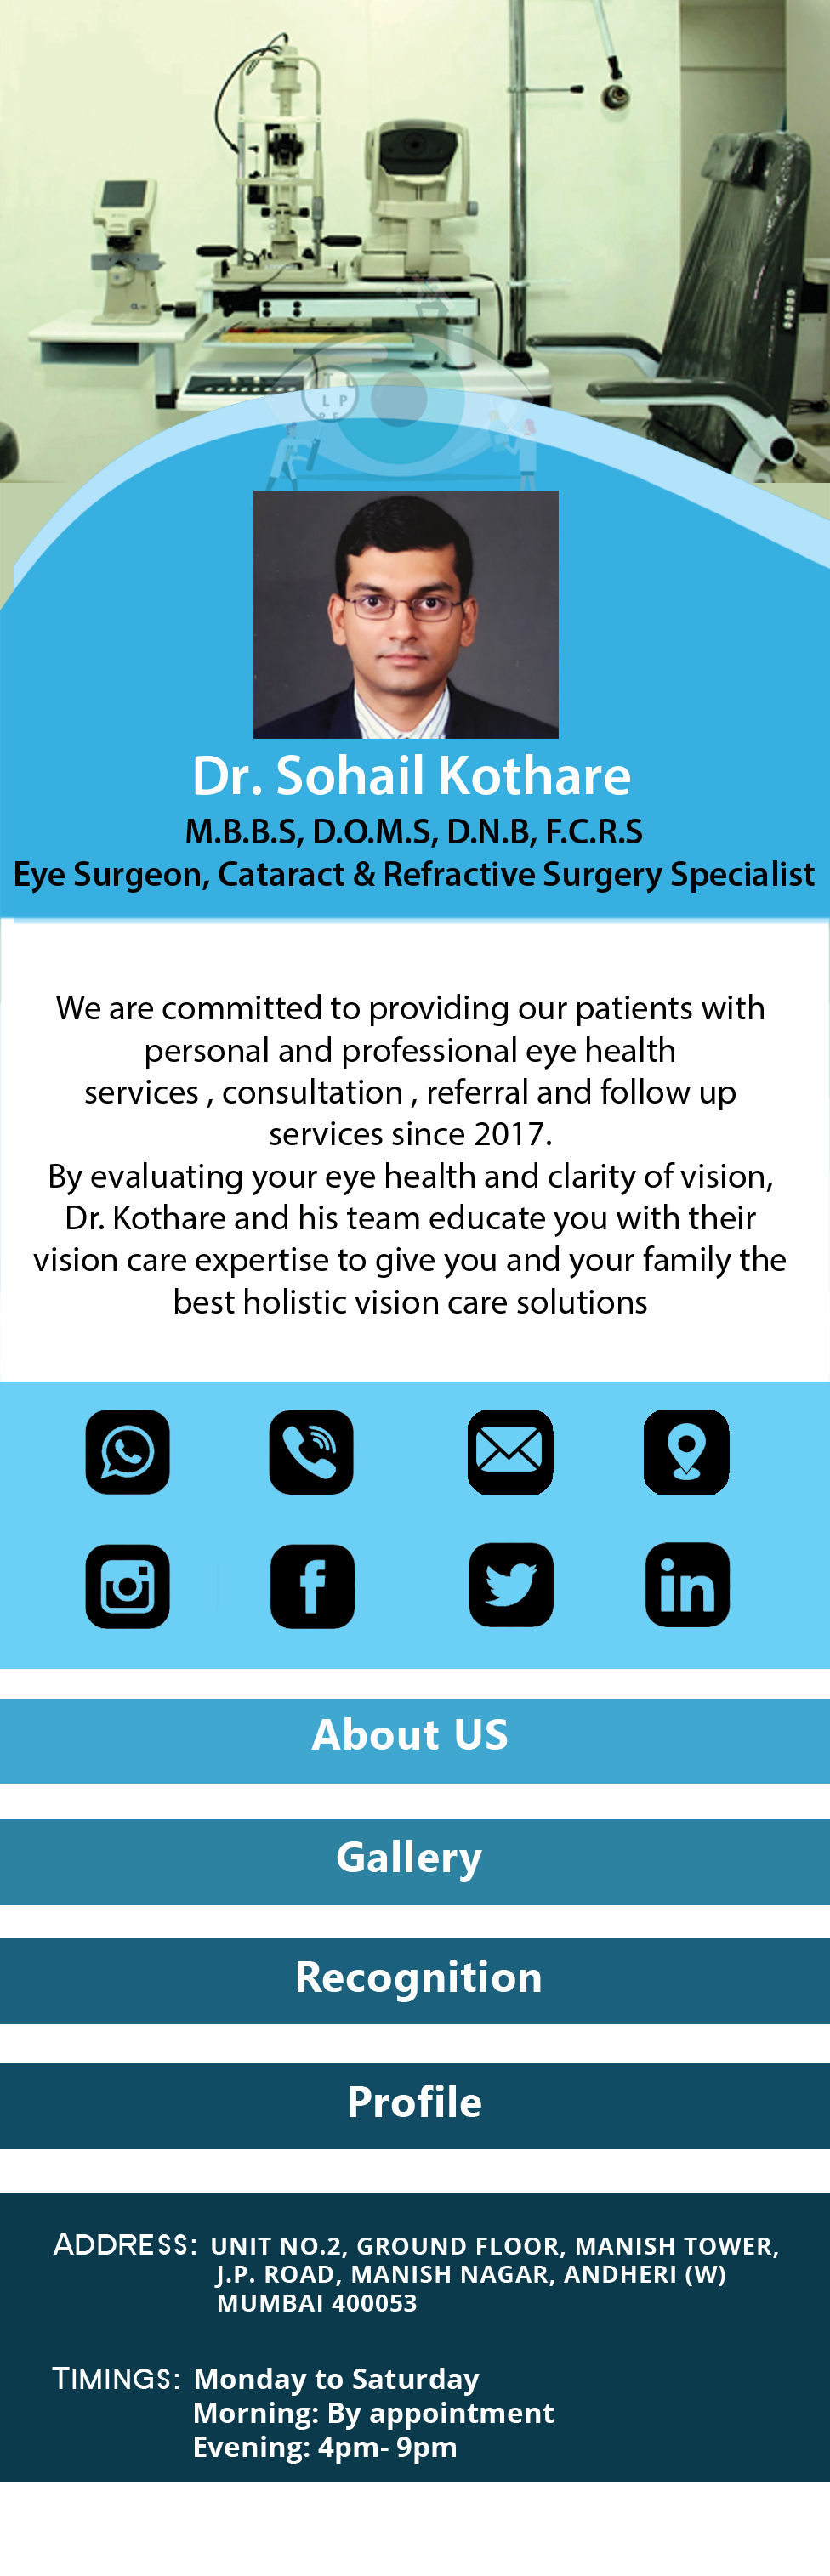 T L
L P
Dr. Sohail Kothare
M.B.B.S, D.O.M.S, D.N.B, F.C.R.S
Eye Surgeon, Cataract & Refractive Surgery Specialist
We are committed to providing our patients with
personal and professional eye health
services , consultation , referral and follow up
services since 2017.
By evaluating your eye health and clarity of vision,
Dr. Kothare and his team educate you with their
vision care expertise to give you and your family the
best holistic vision care solutions
About US
Gallery
Recognition
Profile
ADDRESS: UNIT NO.2, GROUND FLOOR, MANISH TOWER,
J.P. ROAD, MANISH NAGAR, ANDHERI (W)
MUMBAI 400053
TIMINGS: Monday to Saturday
Morning: By appointment
Evening: 4pm- 9pm